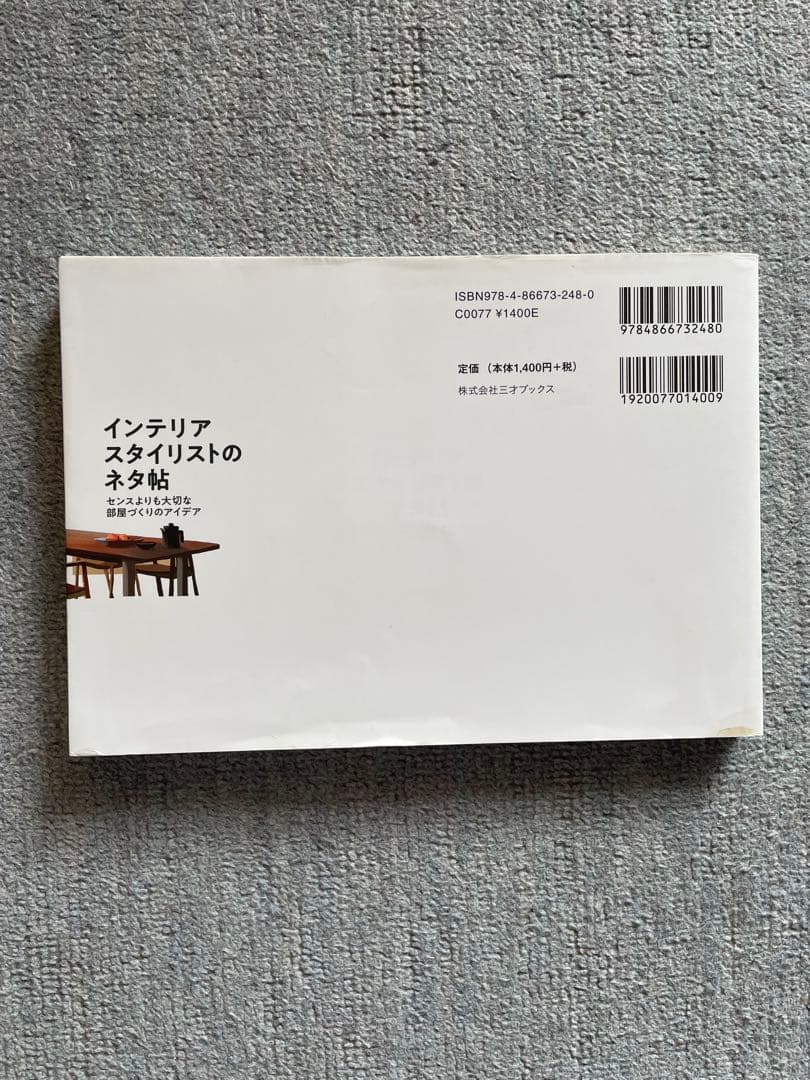 ISBN978-4-86673-248-0
C0077 ¥1400E
9784866732480
定価 （本体1,400円＋税）
株式会社三才ブックス
1920077014009
インテリア
スタイリストの
ネタ帖
センスよりも大切な
部屋づくりのアイデア